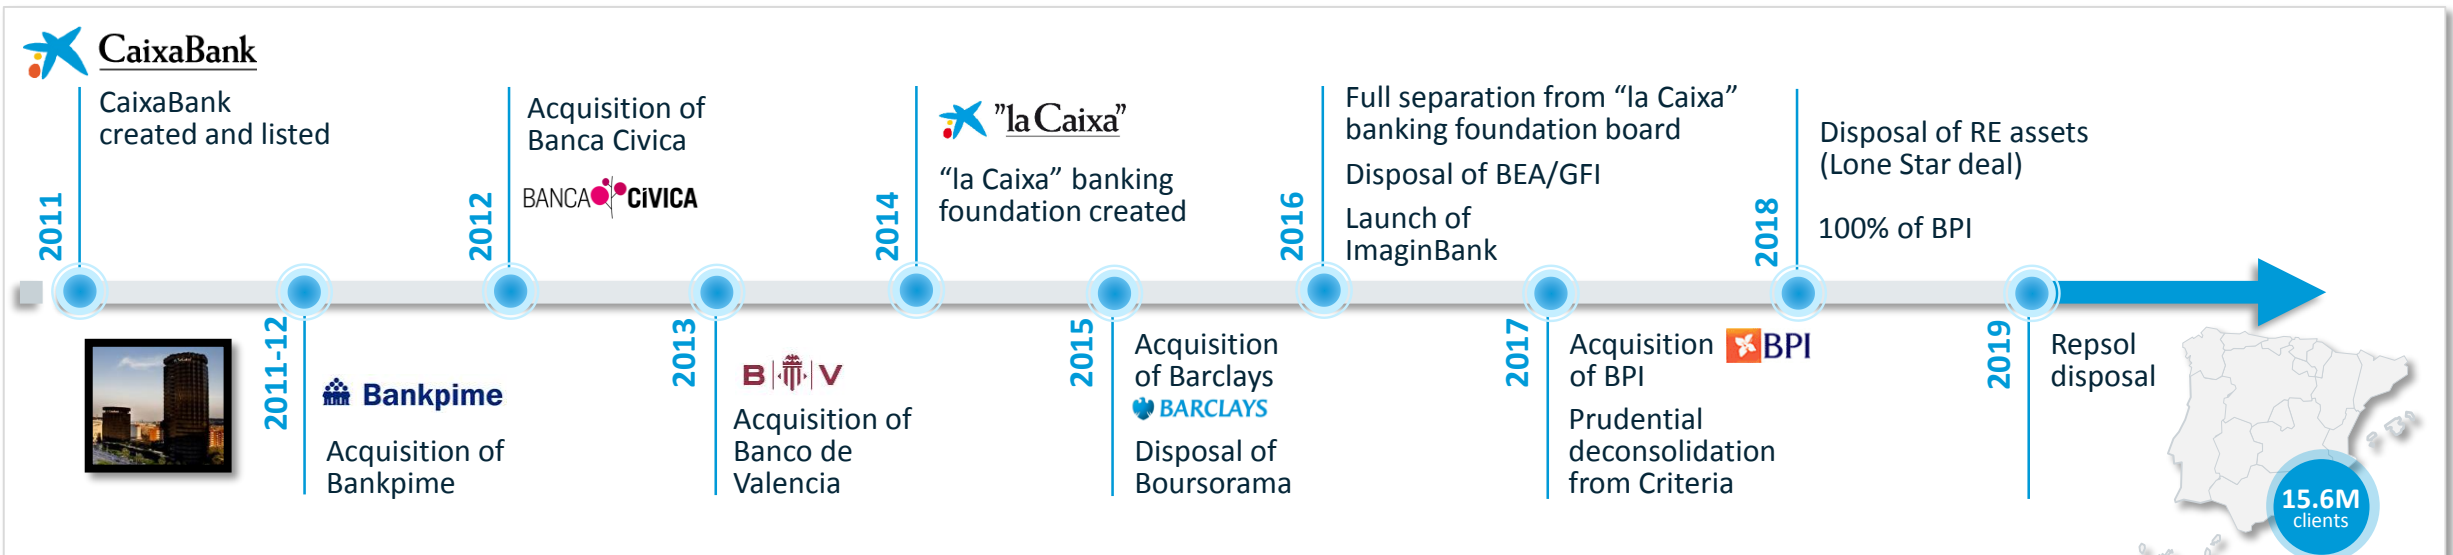 CaixaBank
2011
CaixaBank
created and listed
2011-12
Bankpime
Acquisition of
Bankpime
2012
Acquisition of
Banca Civica
BANCA CíVICA
2013
B V
Acquisition of
Banco de
Valencia
2014
"la Caixa"
“la Caixa” banking
foundation created
2015
Acquisition
of Barclays
BARCLAYS
Disposal of
Boursorama
2016
Full separation from “la Caixa”
banking foundation board
Disposal of BEA/GFI
Launch of
ImaginBank
2017
Acquisition
of BPI
BPI
Prudential
deconsolidation
from Criteria
2018
Disposal of RE assets
(Lone Star deal)
100% of BPI
2019
Repsol
disposal
15.6M
clients